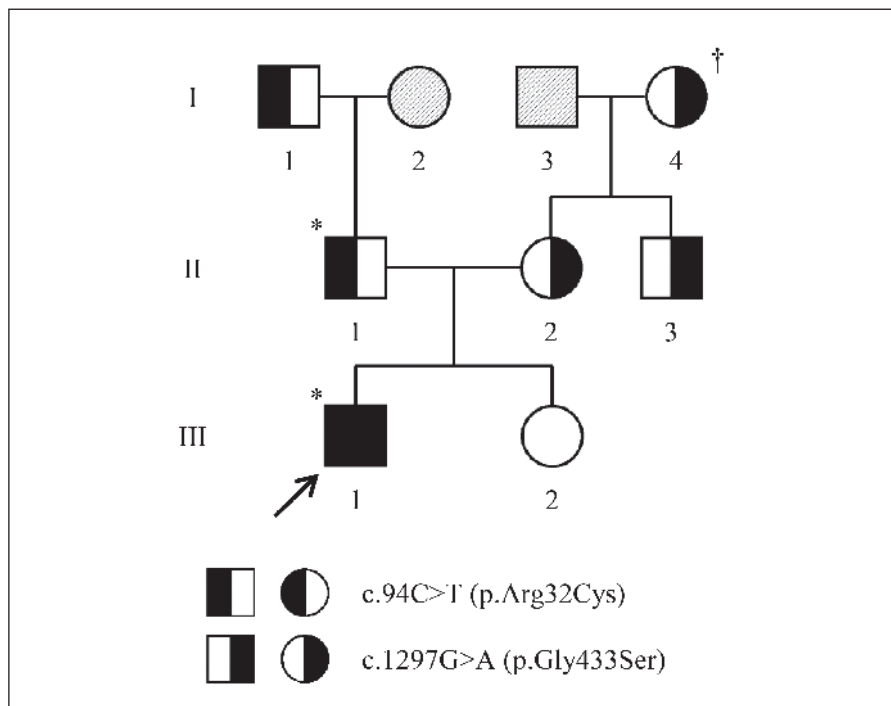 †
I
1 2 3 4
*
II
1 2 3
*
III
1 2
c.94C>T (p.Arg32Cys)
c.1297G>A (p.Gly433Ser)